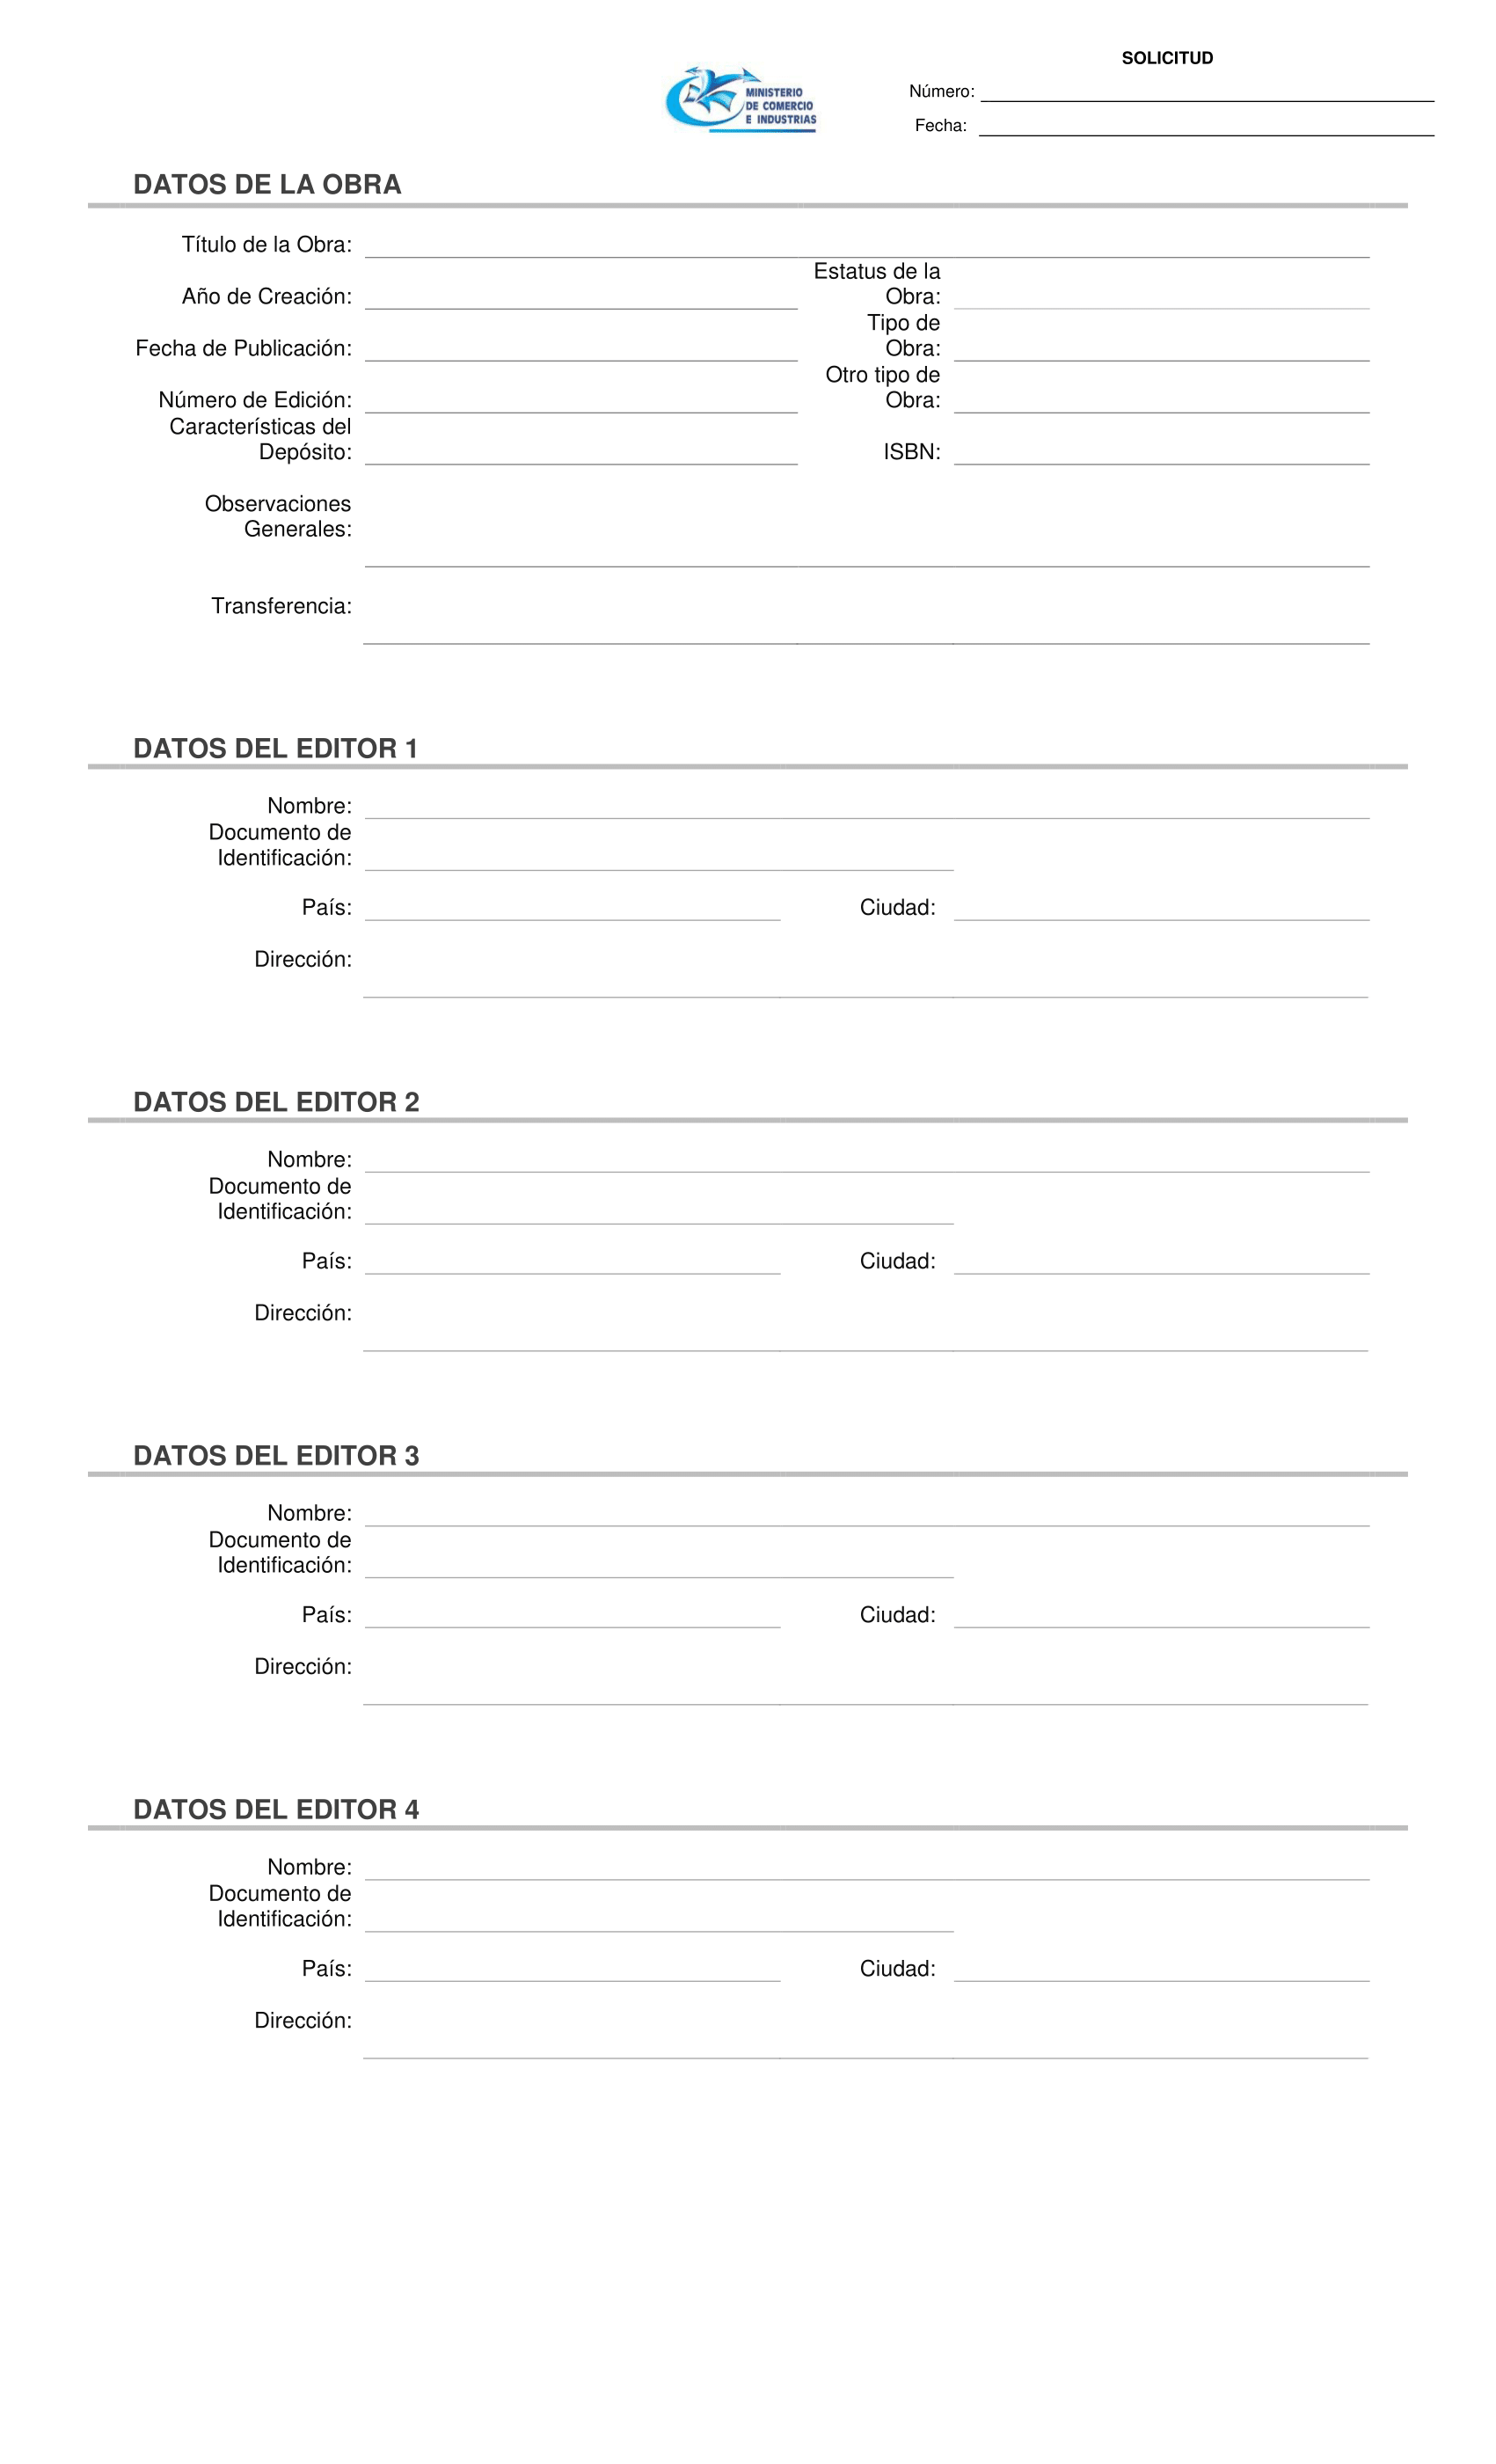 SOLICITUD
MINISTERIO
DE COMERCIO
E INDUSTRIAS
Número:
Fecha:
DATOS DE LA OBRA
Título de la Obra:
Estatus de la
Año de Creación:
Obra:
Tipo de
Fecha de Publicación:
Obra:
Otro tipo de
Número de Edición:
Obra:
Características del
Depósito:
ISBN:
Observaciones
Generales:
Transferencia:
DATOS DEL EDITOR 1
Nombre:
Documento de
Identificación:
País:
Ciudad:
Dirección:
DATOS DEL EDITOR 2
Nombre:
Documento de
Identificación:
País:
Ciudad:
Dirección:
DATOS DEL EDITOR 3
Nombre:
Documento de
Identificación:
País:
Ciudad:
Dirección:
DATOS DEL EDITOR 4
Nombre:
Documento de
Identificación:
País:
Ciudad:
Dirección: